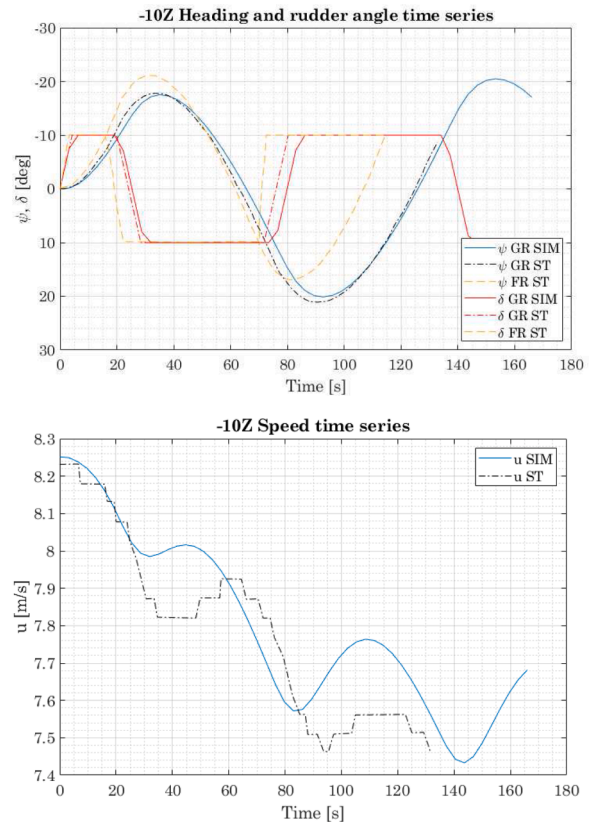 -10Z Heading and rudder angle time series
-30
-20
-10
0
10
20
30
ψ, δ [deg]
ψ GR SIM
ψ GR ST
ψ FR ST
δ GR SIM
δ GR ST
δ FR ST
0 20 40 60 80 100 120 140 160 180
Time [s]
-10Z Speed time series
8.3
8.2
8.1
8
7.9
7.8
7.7
7.6
7.5
7.4
u [m/s]
u SIM
u ST
0 20 40 60 80 100 120 140 160 180
Time [s]